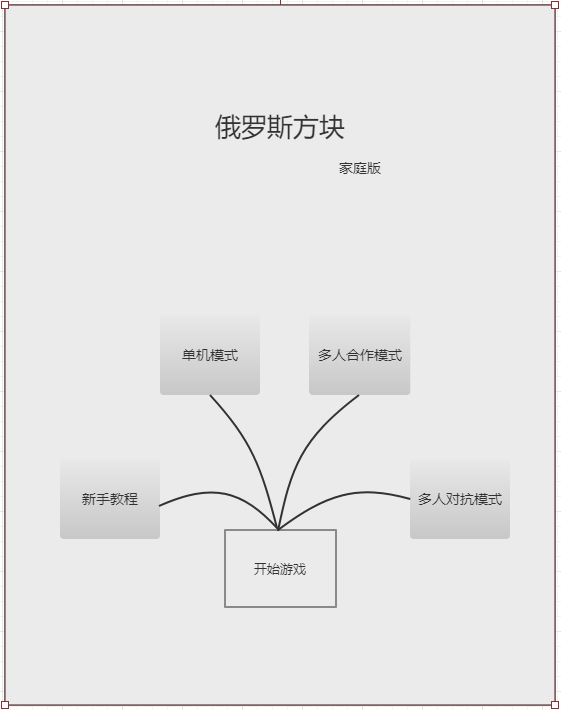 俄罗斯方块
家庭版
单机模式
多人合作模式
新手教程
多人对抗模式
开始游戏